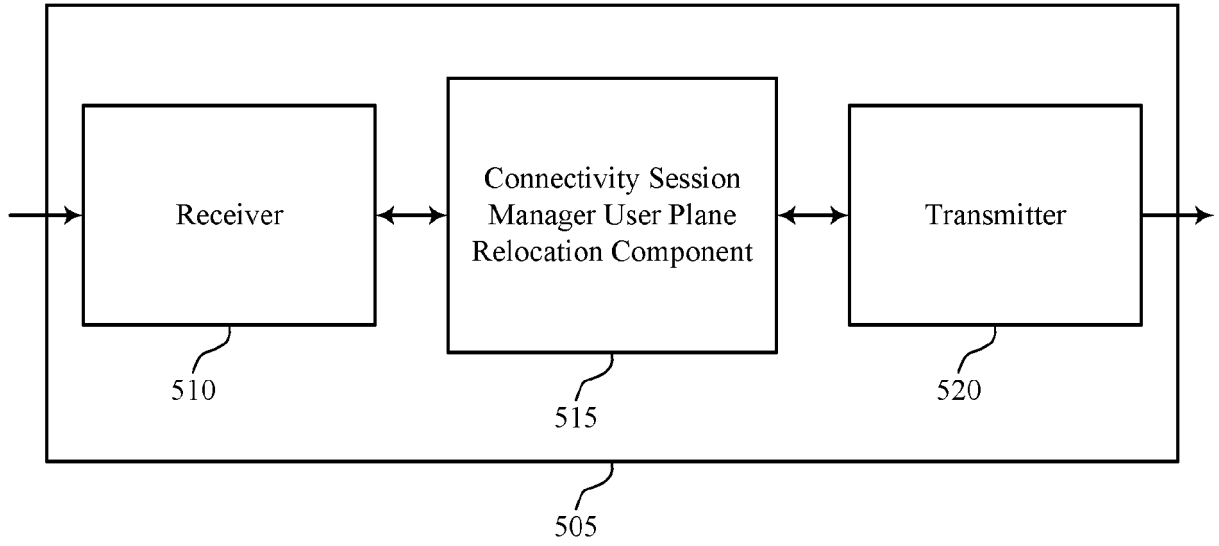 Receiver
Connectivity Session
Manager User Plane
Relocation Component
Transmitter
510
515
520
505